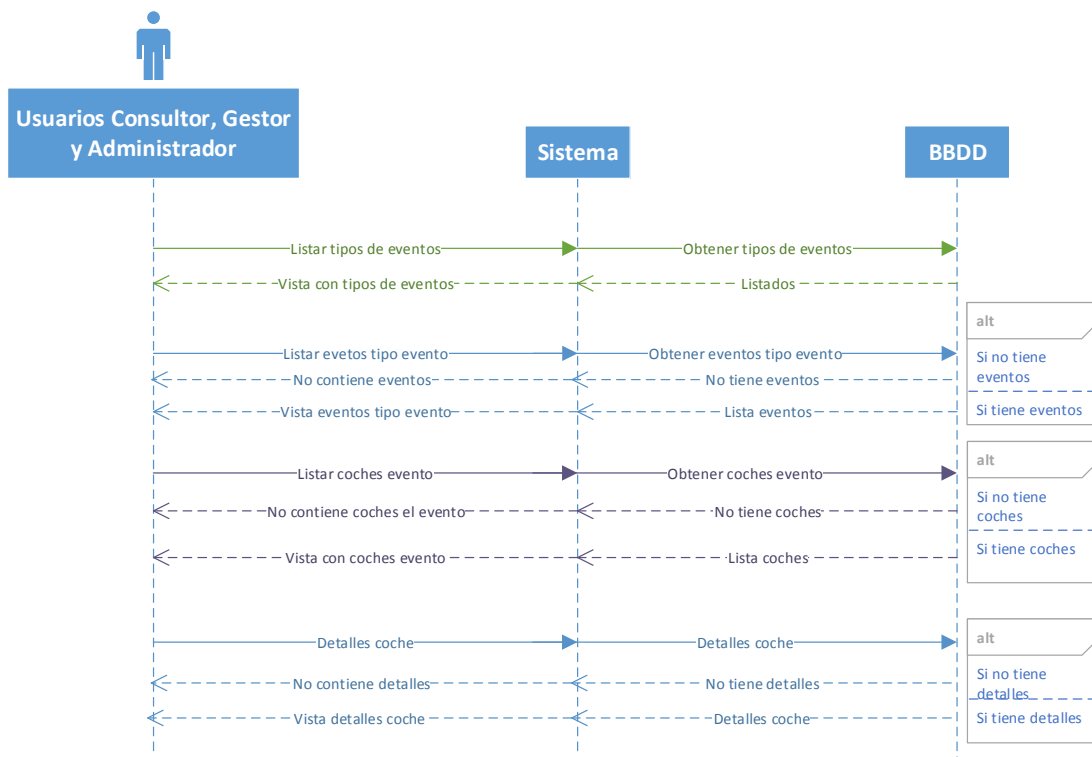 Usuarios Consultor, Gestor
y Administrador
Sistema
BBDD
Listar tipos de eventos
Obtener tipos de eventos
Vista con tipos de eventos
Listados
alt
Listar evetos tipo evento
Obtener eventos tipo evento
Si no tiene
eventos
No contiene eventos
No tiene eventos
Vista eventos tipo evento
Lista eventos
Si tiene eventos
alt
Listar coches evento
Obtener coches evento
Si no tiene
coches
No contiene coches el evento
No tiene coches
Si tiene coches
Vista con coches evento
Lista coches
alt
Detalles coche
Detalles coche
Si no tiene
detalles
No contiene detalles
No tiene detalles
Vista detalles coche
Detalles coche
Si tiene detalles